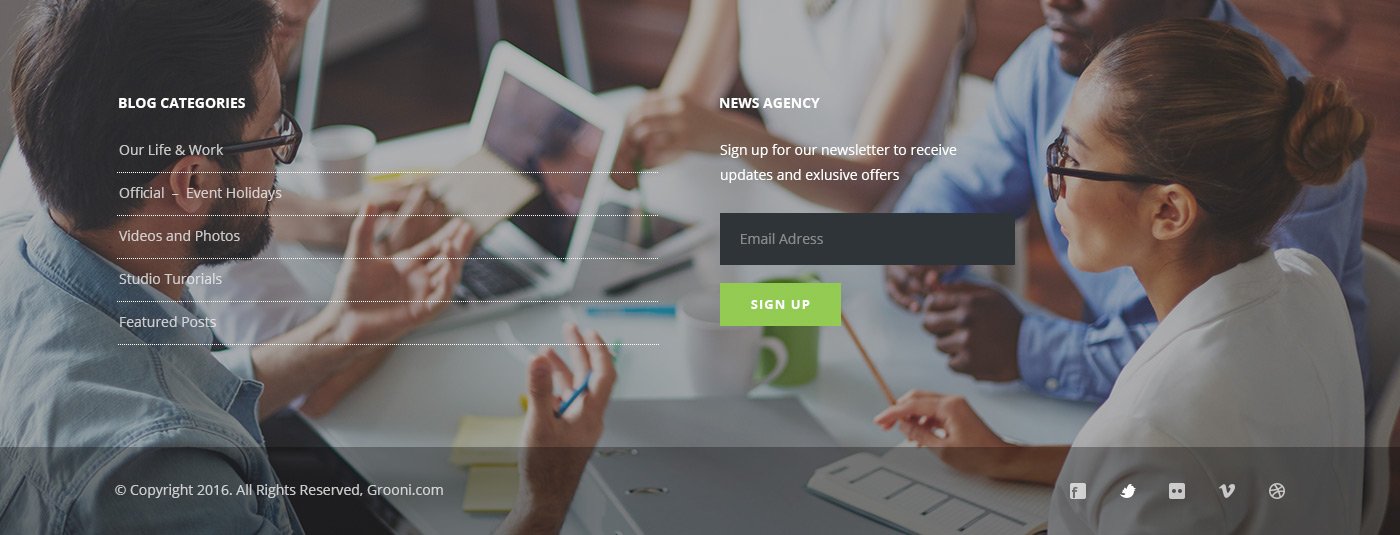 BLOG CATEGORIES
Our Life & Work
Official – Event Holidays
Videos and Photos
Studio Turorials
Featured Posts
NEWS AGENCY
Sign up for our newsletter to receive
updates and exlusive offers
Email Adress
SIGN UP
© Copyright 2016. All Rights Reserved, Grooni.com